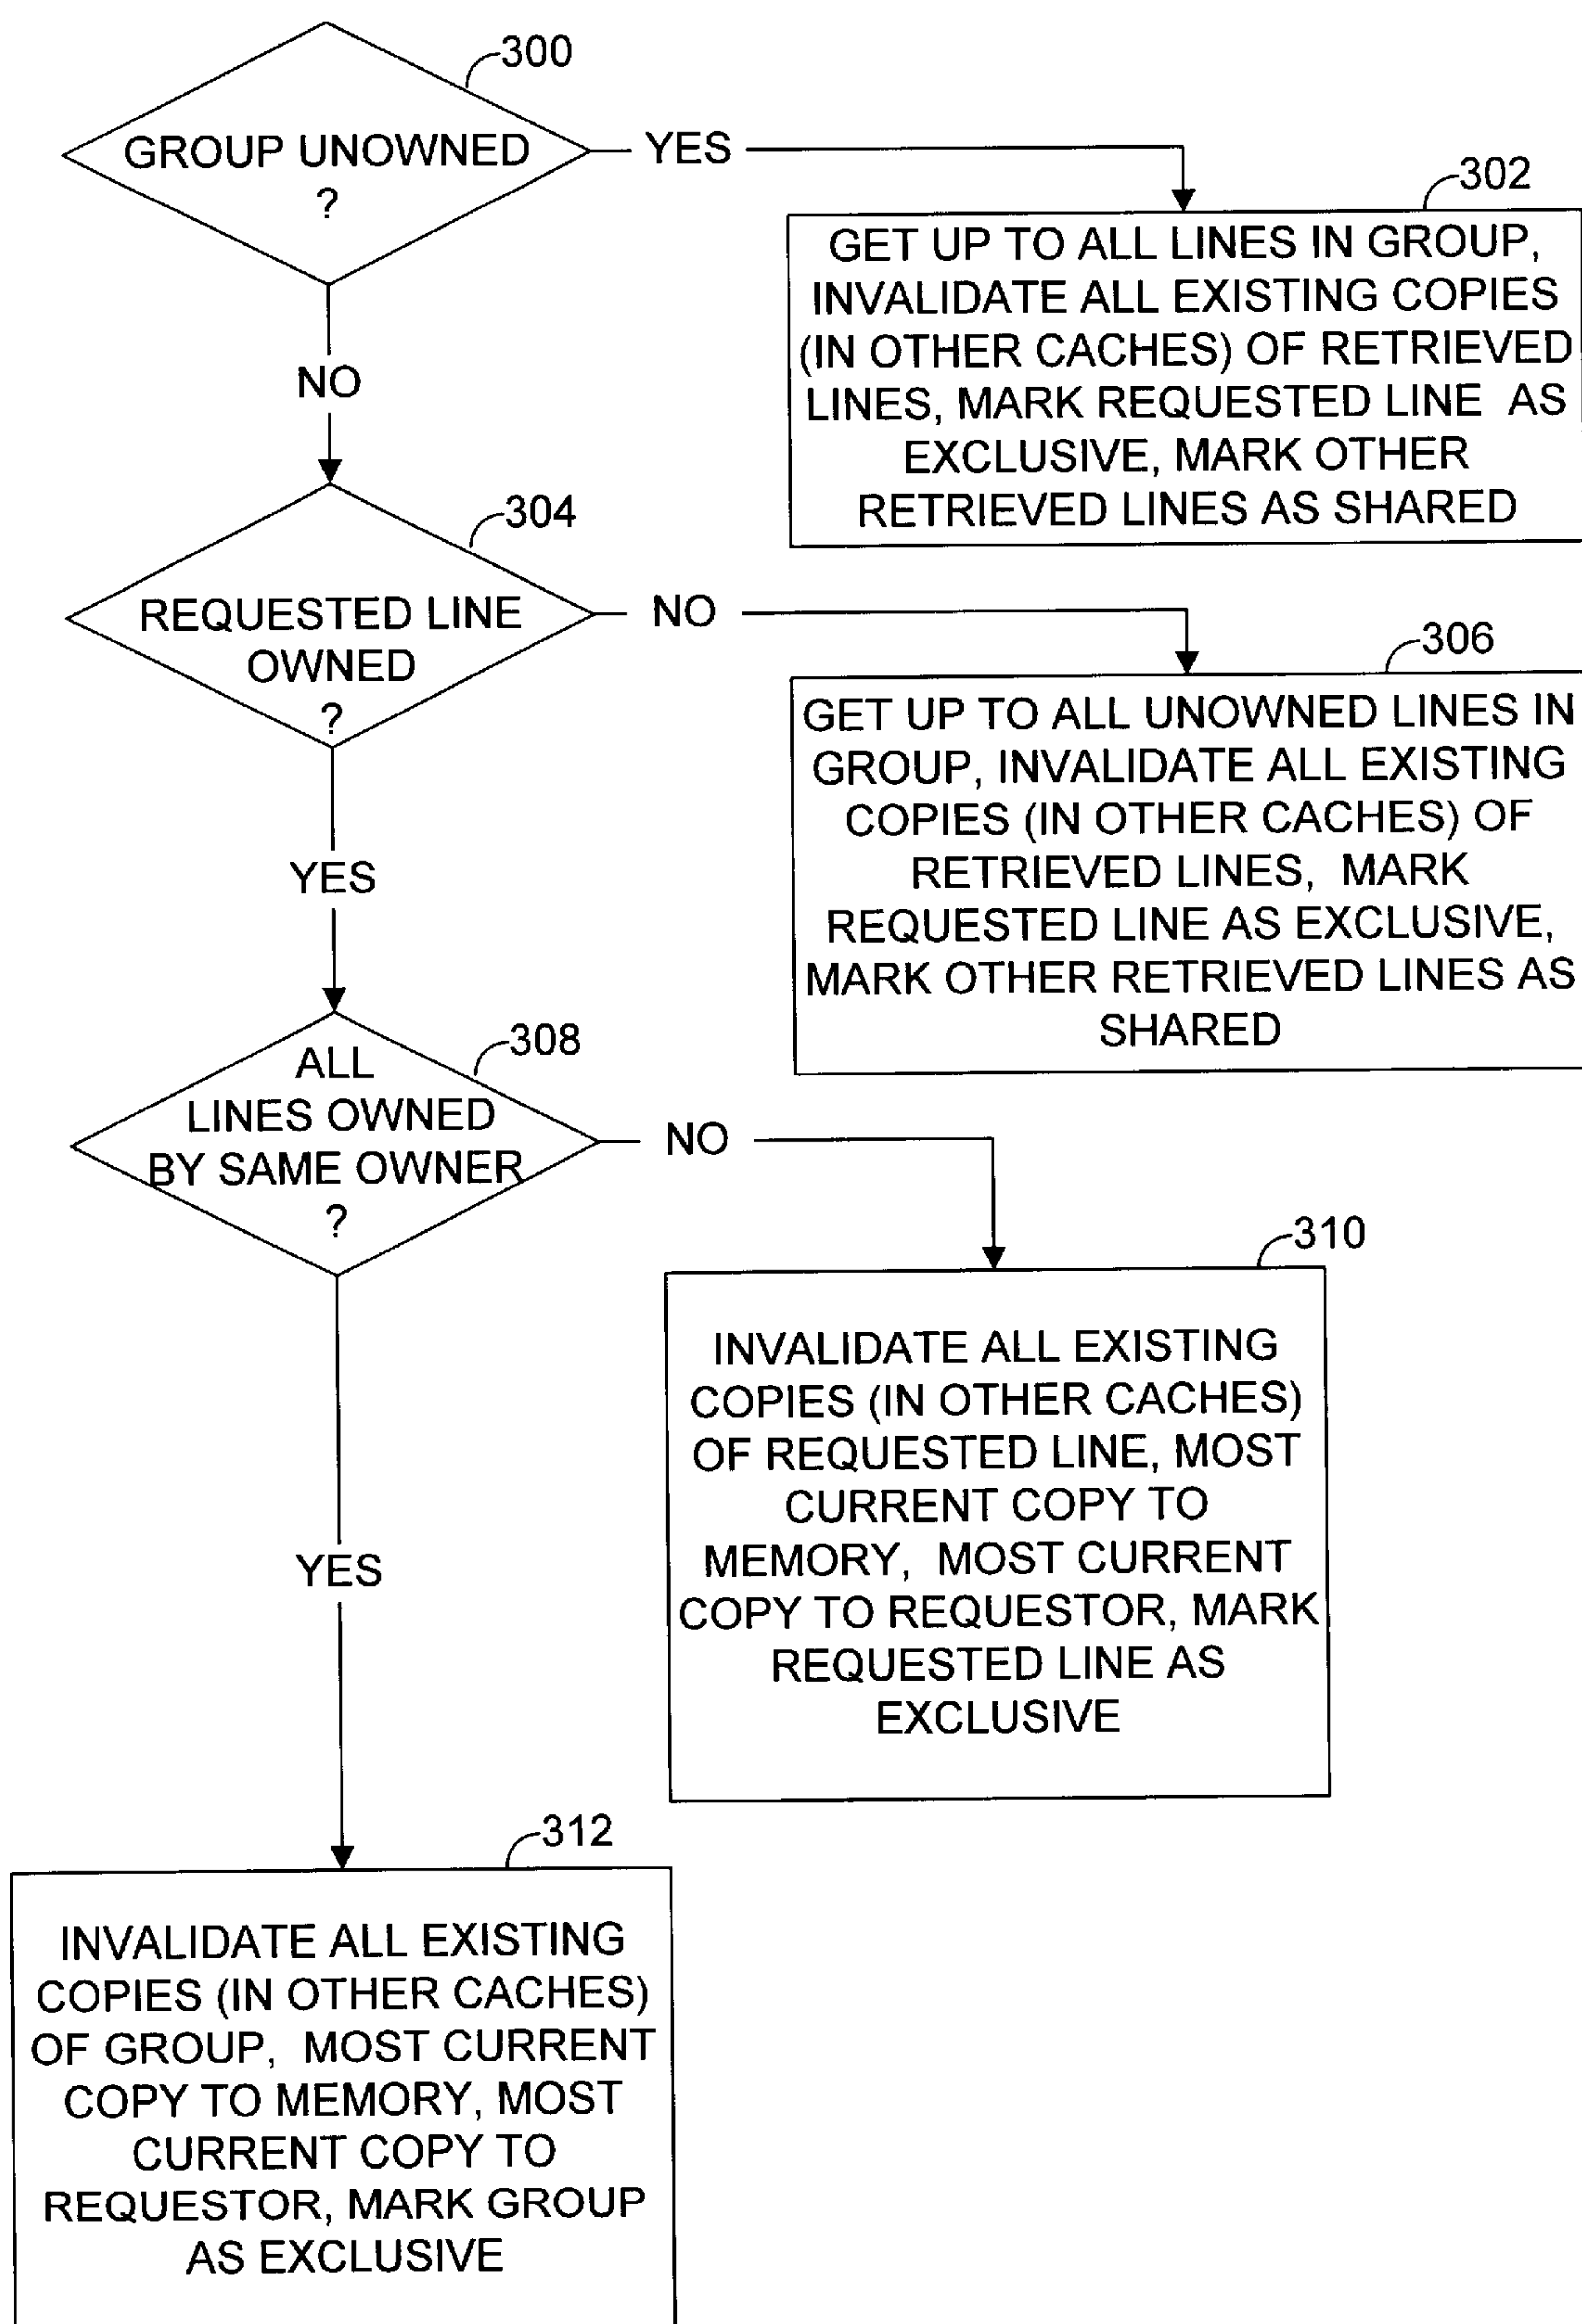 300
GROUP UNOWNED
?
YES
302
GET UP TO ALL LINES IN GROUP,
INVALIDATE ALL EXISTING COPIES
(IN OTHER CACHES) OF RETRIEVED
LINES, MARK REQUESTED LINE AS
EXCLUSIVE, MARK OTHER
RETRIEVED LINES AS SHARED
NO
304
REQUESTED LINE
OWNED
?
NO
306
GET UP TO ALL UNOWNED LINES IN
GROUP, INVALIDATE ALL EXISTING
COPIES (IN OTHER CACHES) OF
RETRIEVED LINES, MARK
REQUESTED LINE AS EXCLUSIVE,
MARK OTHER RETRIEVED LINES AS
SHARED
YES
308
ALL
LINES OWNED
BY SAME OWNER
?
NO
310
INVALIDATE ALL EXISTING
COPIES (IN OTHER CACHES)
OF REQUESTED LINE, MOST
CURRENT COPY TO
MEMORY, MOST CURRENT
COPY TO REQUESTOR, MARK
REQUESTED LINE AS
EXCLUSIVE
YES
312
INVALIDATE ALL EXISTING
COPIES (IN OTHER CACHES)
OF GROUP, MOST CURRENT
COPY TO MEMORY, MOST
CURRENT COPY TO
REQUESTOR, MARK GROUP
AS EXCLUSIVE